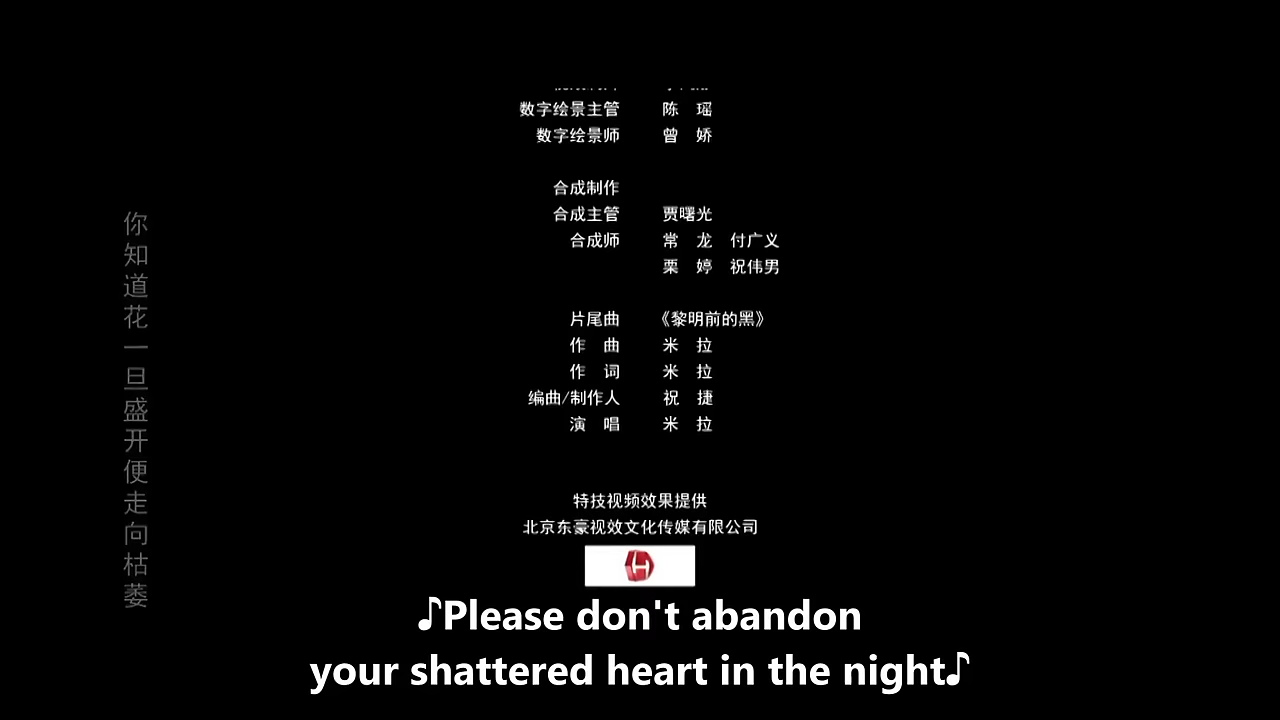 数字绘景主管 陈 瑶
数字绘景师 曾 娇
合成制作
合成主管 贾曙光
合成师 常 龙 付广义
栗 婷 祝伟男
片尾曲 《黎明前的黑》
作 曲 米 拉
作 词 米 拉
编曲/制作人 祝 捷
演 唱 米 拉
特技视频效果提供
北京东豪视效文化传媒有限公司
你知道花一旦盛开便走向枯萎
♪Please don't abandon
your shattered heart in the night♪